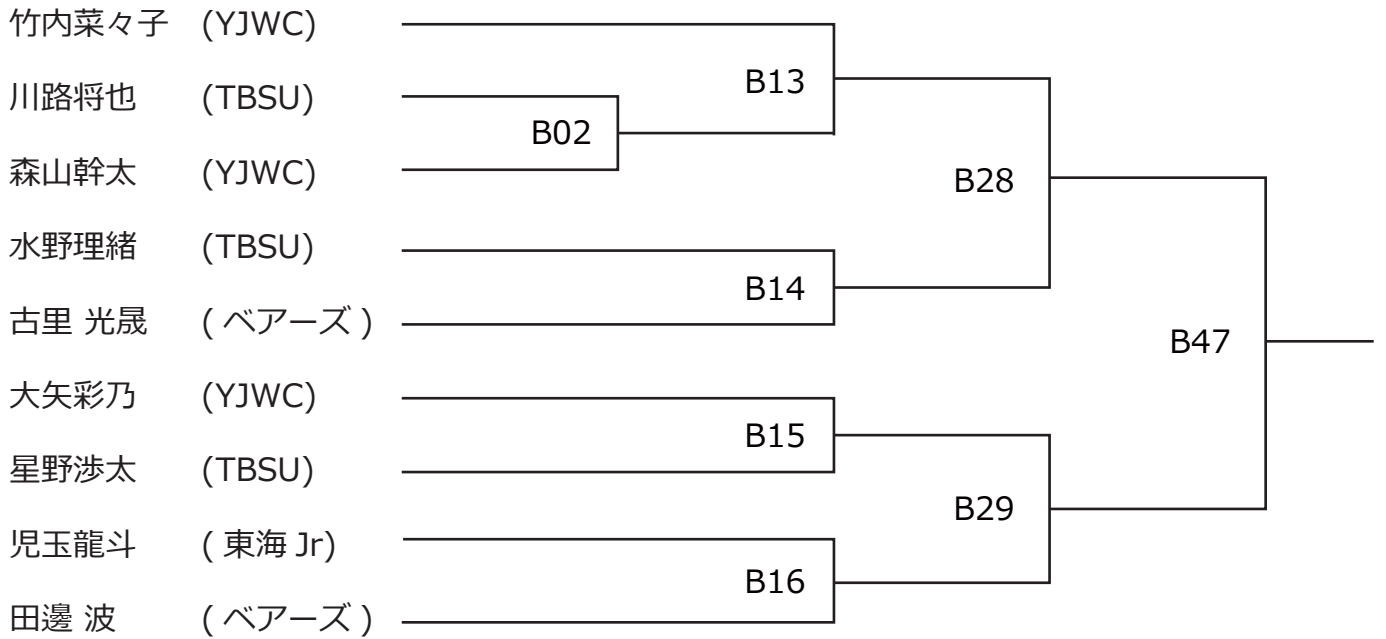 竹内菜々子 (YJWC)
川路将也 (TBSU)
森山幹太 (YJWC)
水野理緒 (TBSU)
古里 光晟 ( ベアーズ )
大矢彩乃 (YJWC)
星野渉太 (TBSU)
児玉龍斗 ( 東海 Jr)
田邊 波 ( ベアーズ )
B02
B13
B14
B15
B16
B28
B29
B47